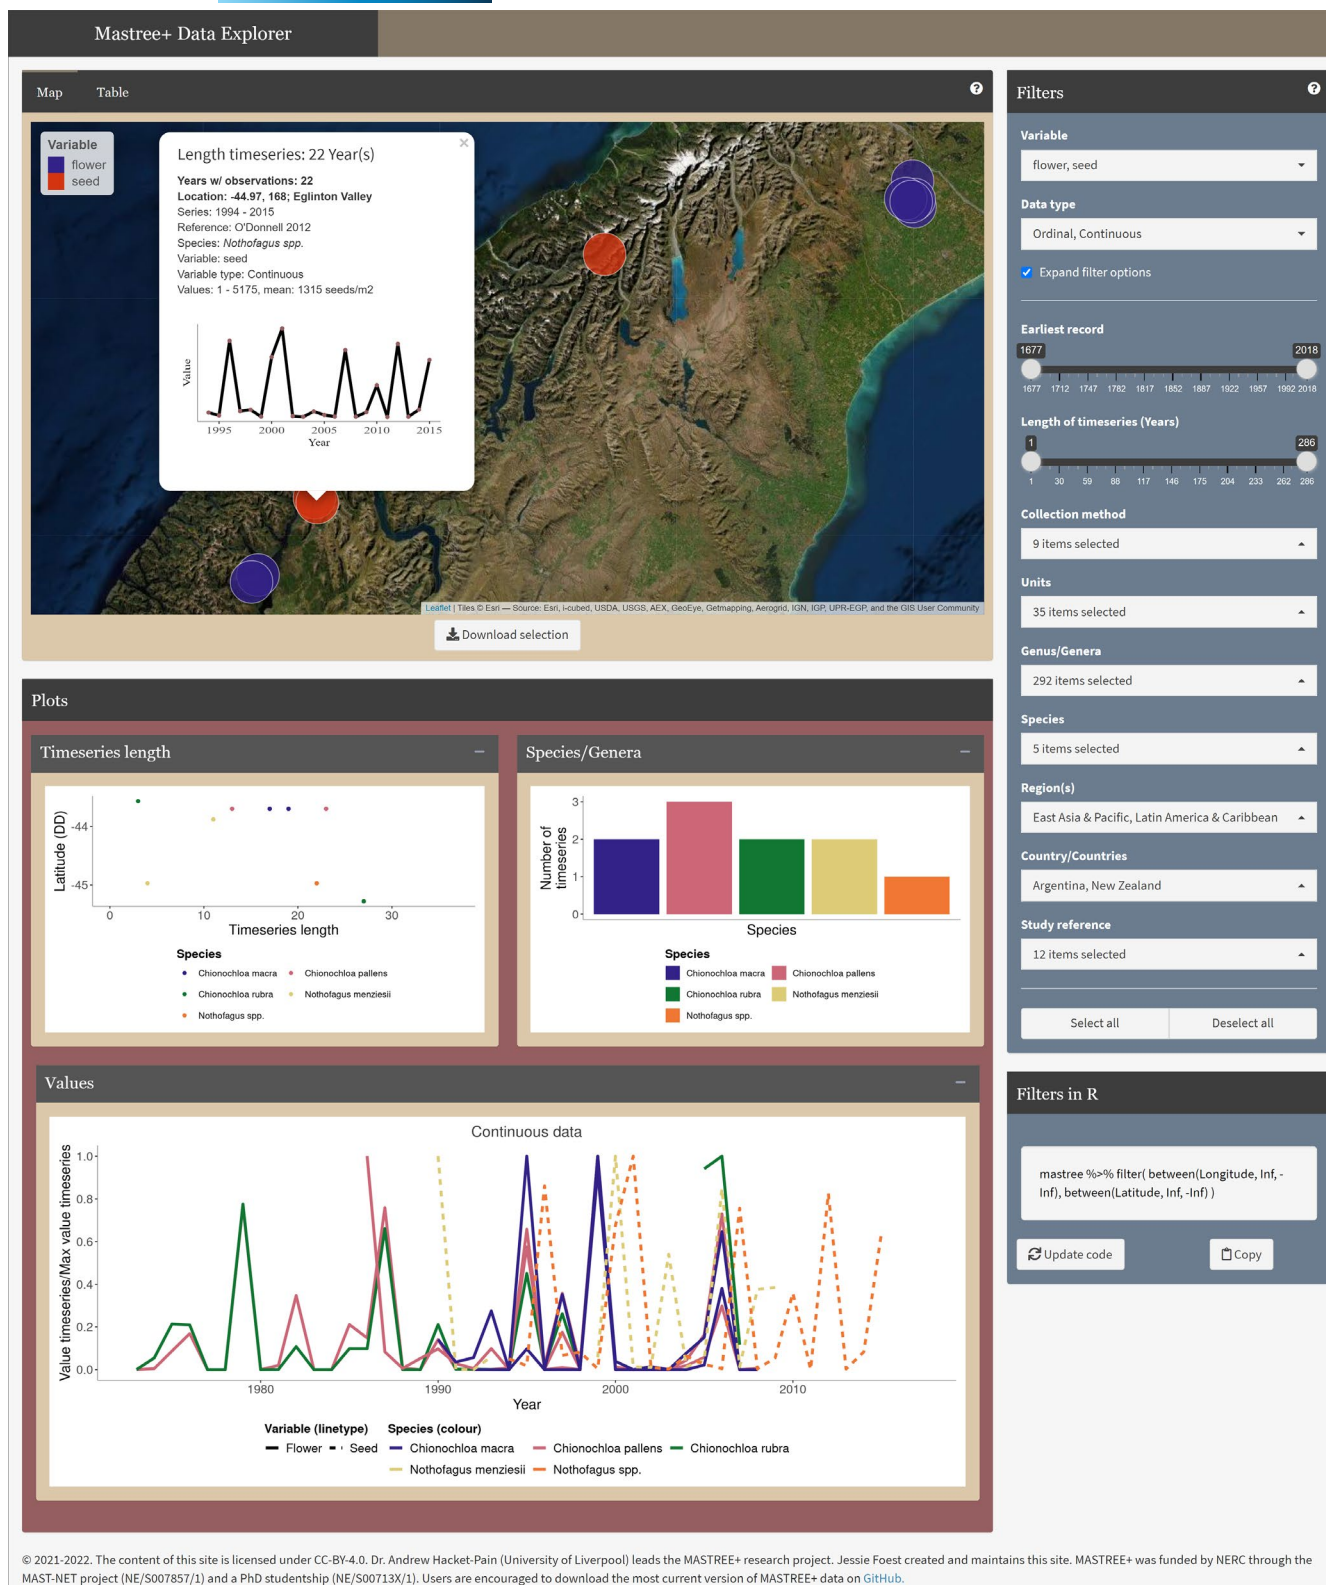 Mastree+ Data Explorer
Map Table
Variable
flower
seed
×
Length timeseries: 22 Year(s)
Years w/ observations: 22
Location: -44.97, 168; Eglinton Valley
Series: 1994 - 2015
Reference: O'Donnell 2012
Species: Nothofagus spp.
Variable: seed
Variable type: Continuous
Values: 1 - 5175, mean: 1315 seeds/m2
Value
1995 2000 2005 2010 2015
Year
Leaflet | Tiles © Esri — Source: Esri, i-cubed, USDA, USGS, AEX, GeoEye, Getmapping, Aerogrid, IGN, IGP, UPR-EGP, and the GIS User Community
Download selection
Plots
Timeseries length
Latitude (DD)
-44
-45
0 10 20 30
Timeseries length
Species
Chionochloa macra Chionochloa pallens
Chionochloa rubra Nothofagus menziesii
Nothofagus spp.
Species/Genera
Number of
timeseries
3
2
1
0
Species
Species
Chionochloa macra Chionochloa pallens
Chionochloa rubra Nothofagus menziesii
Nothofagus spp.
Values
Continuous data
Value timeseries/Max value timeseries
1.0
0.8
0.6
0.4
0.2
0.0
1980 1990 2000 2010
Year
Variable (linetype) Species (colour)
Flower Seed Chionochloa macra Chionochloa pallens Chionochloa rubra
Nothofagus menziesii Nothofagus spp.
Filters
Variable
flower, seed
Data type
Ordinal, Continuous
Expand filter options
Earliest record
1677 2018
1677 1712 1747 1782 1817 1852 1887 1922 1957 1992 2018
Length of timeseries (Years)
1 286
1 30 59 88 117 146 175 204 233 262 286
Collection method
9 items selected
Units
35 items selected
Genus/Genera
292 items selected
Species
5 items selected
Region(s)
East Asia & Pacific, Latin America & Caribbean
Country/Countries
Argentina, New Zealand
Study reference
12 items selected
Select all Deselect all
Filters in R
mastree %>% filter( between(Longitude, Inf, -
Inf), between(Latitude, Inf, -Inf) )
Update code Copy
© 2021-2022. The content of this site is licensed under CC-BY-4.0. Dr. Andrew Hacket-Pain (University of Liverpool) leads the MASTREE+ research project. Jessie Foest created and maintains this site. MASTREE+ was funded by NERC through the
MAST-NET project (NE/S007857/1) and a PhD studentship (NE/S00713X/1). Users are encouraged to download the most current version of MASTREE+ data on GitHub.